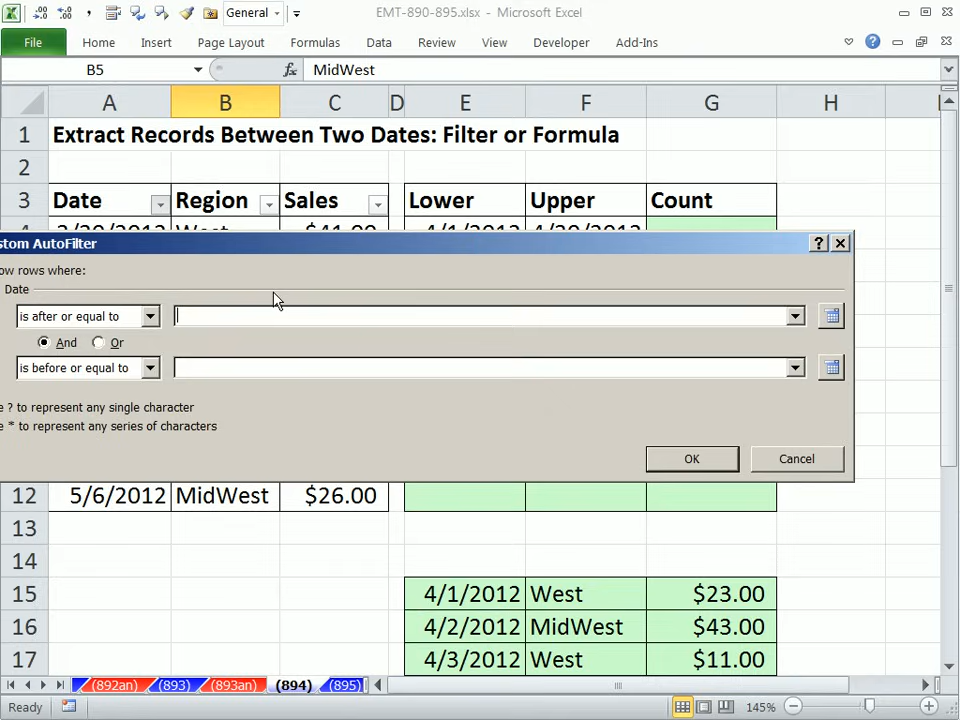 General
EMT-890-895.xlsx - Microsoft Excel
File Home Insert Page Layout Formulas Data Review View Developer Add-Ins
B5 fx MidWest
A B C D E F G H
1 Extract Records Between Two Dates: Filter or Formula
2
3 Date Region Sales Lower Upper Count
stom AutoFilter
ow rows where:
Date
is after or equal to
And Or
is before or equal to
e ? to represent any single character
e * to represent any series of characters
OK Cancel
12 5/6/2012 MidWest $26.00
13
14
15 4/1/2012 West $23.00
16 4/2/2012 MidWest $43.00
17 4/3/2012 West $11.00
(892an) (893) (893an) (894) (895)
Ready 145%